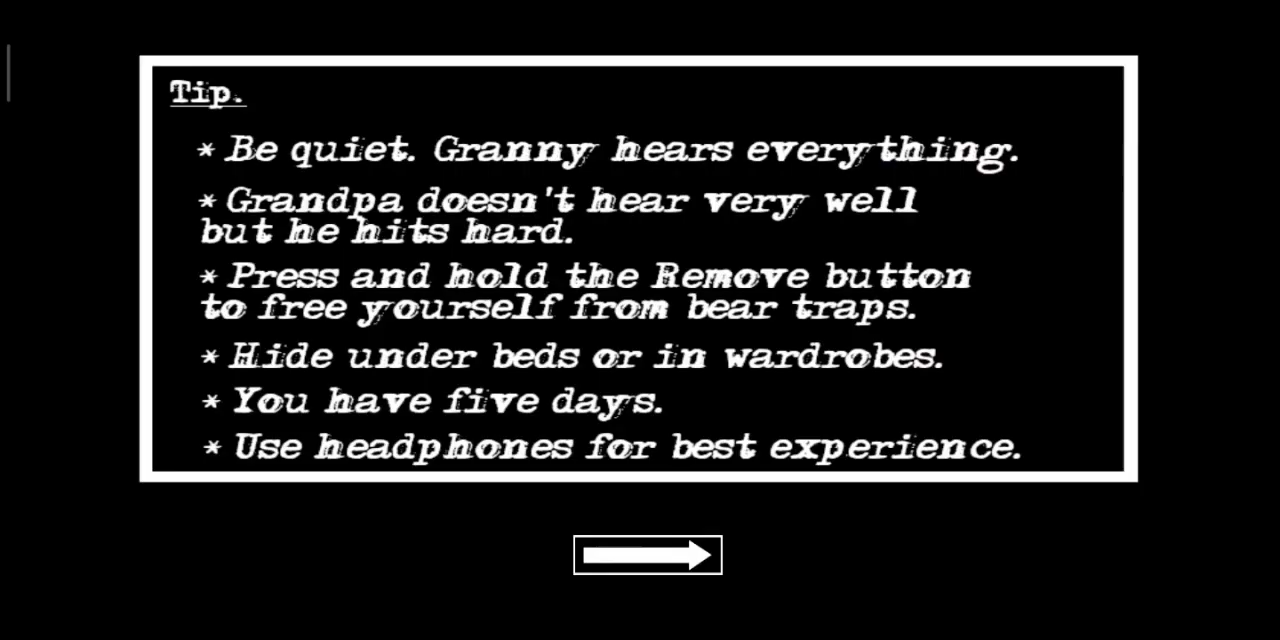 Tip.
* Be quiet. Granny hears everything.
* Grandpa doesn't hear very well
but he hits hard.
* Press and hold the Remove button
to free yourself from bear traps.
* Hide under beds or in wardrobes.
* You have five days.
* Use headphones for best experience.